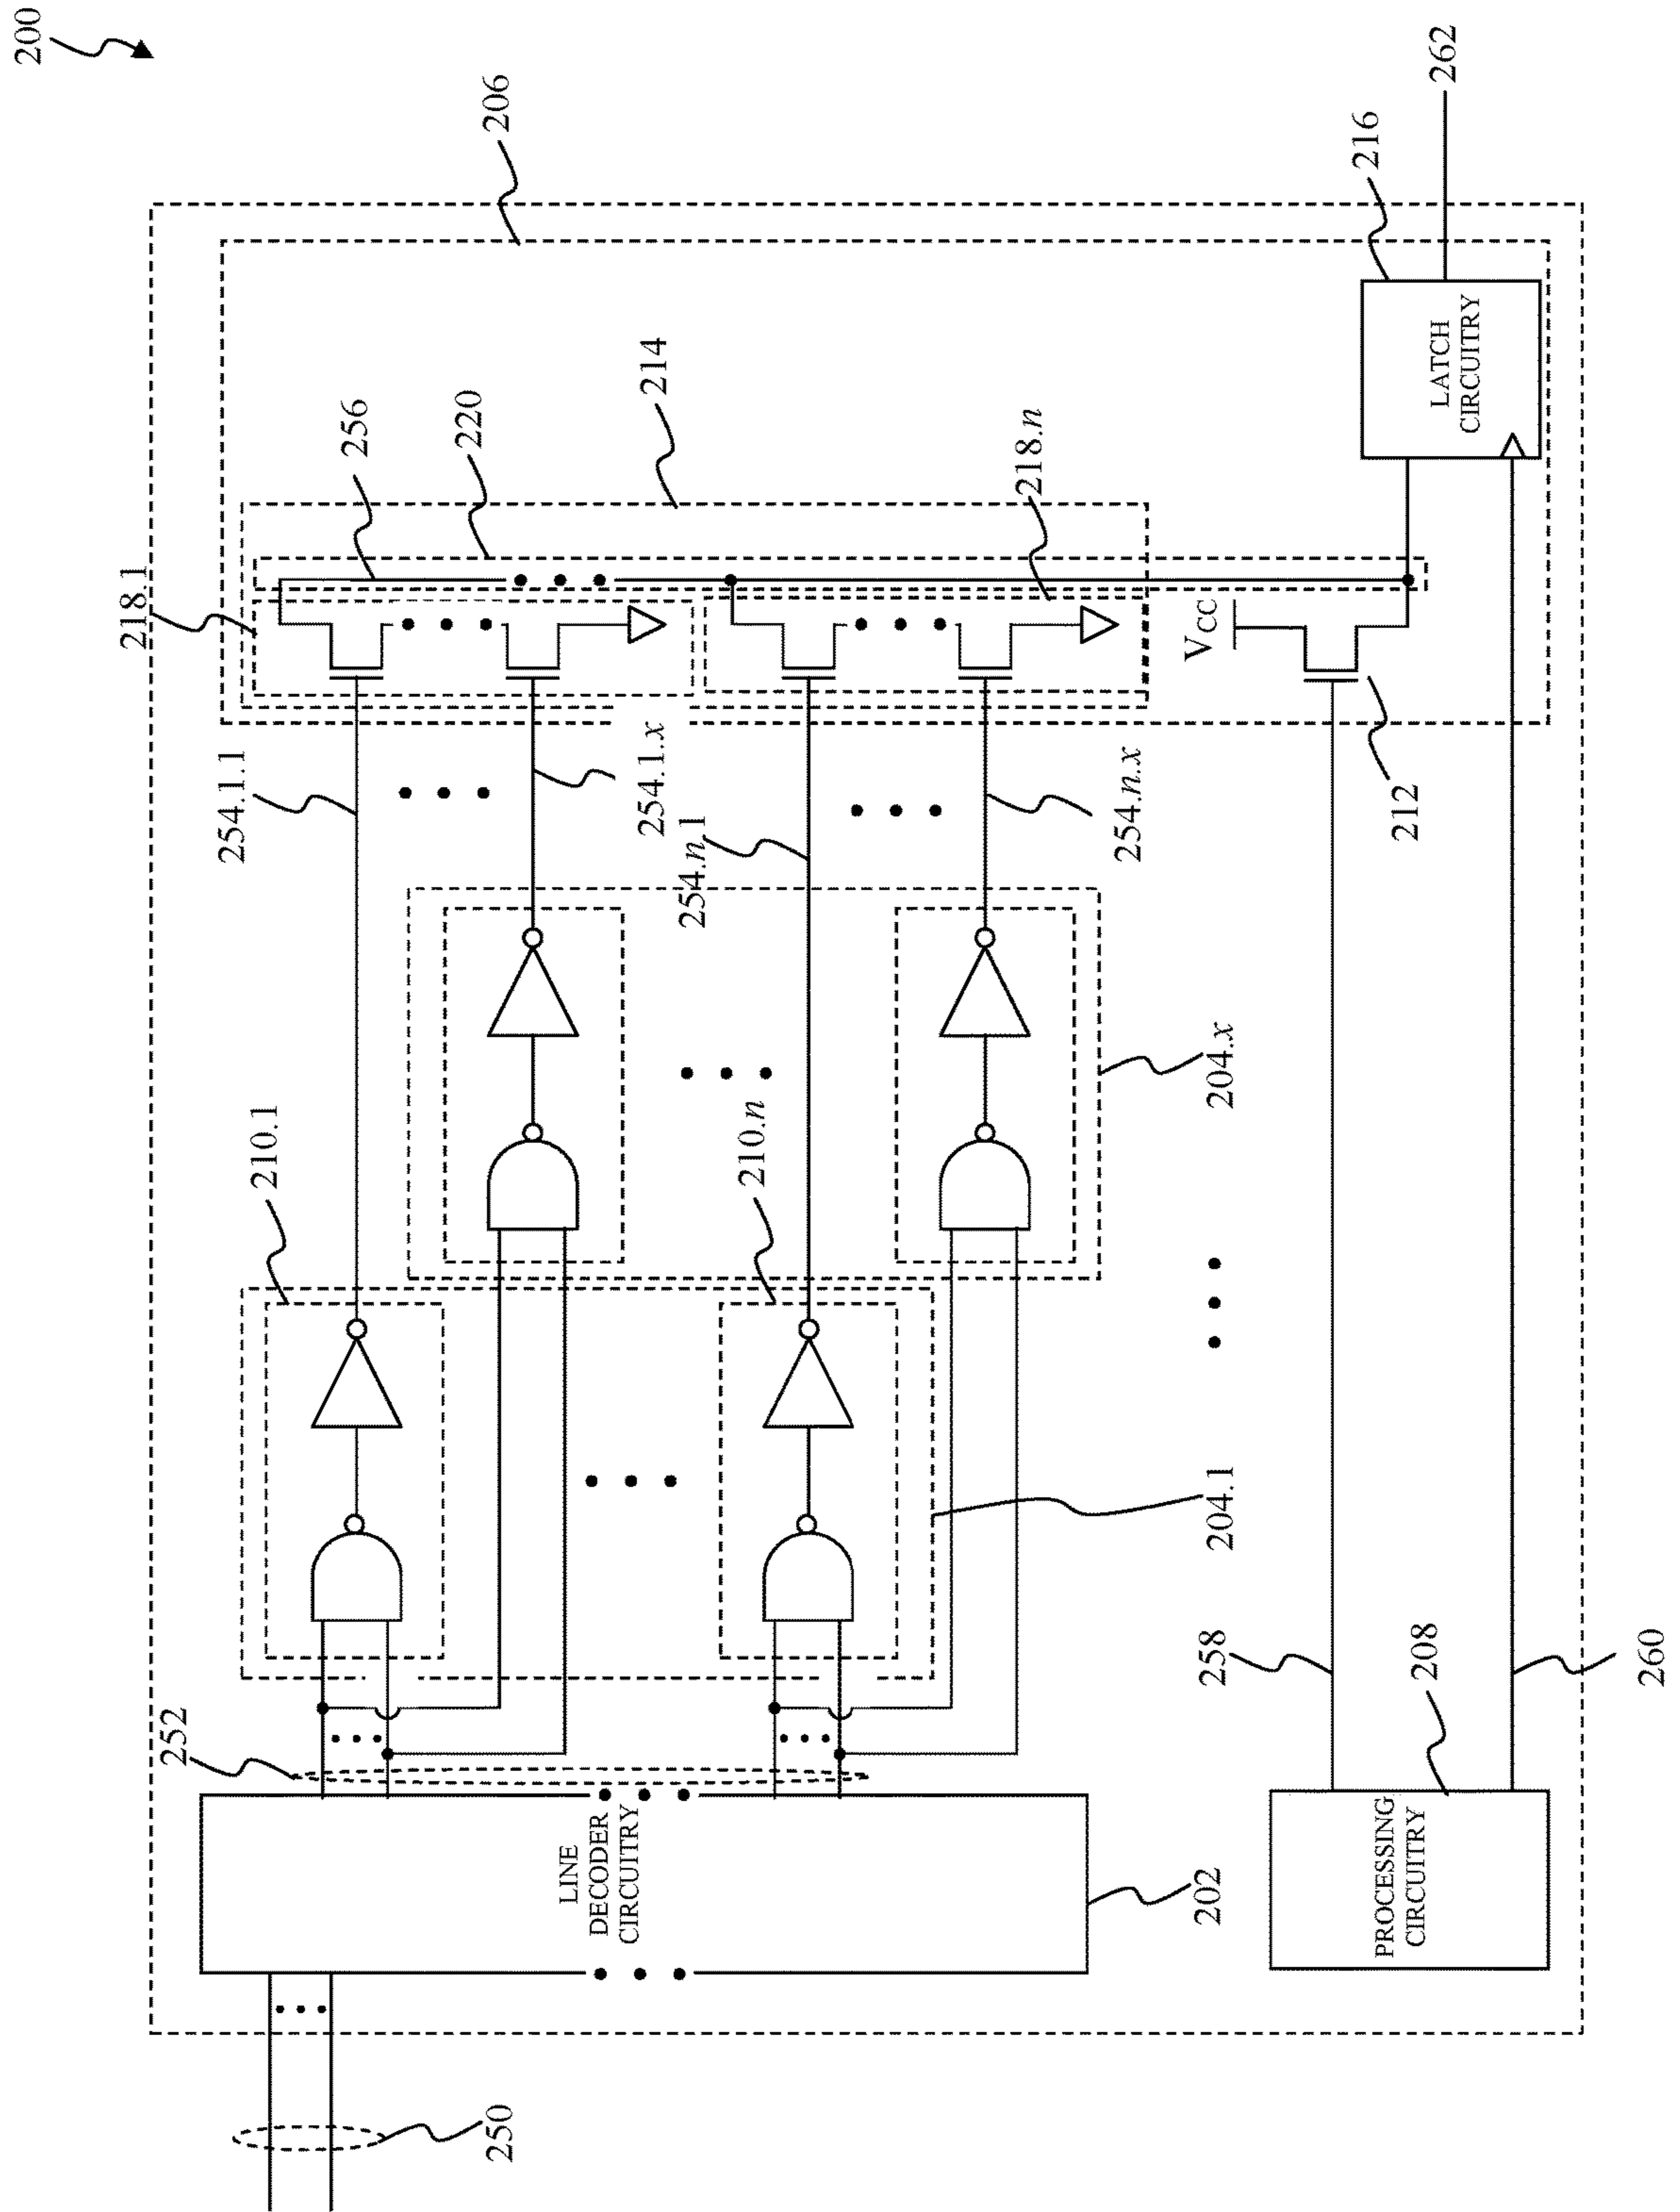 200
206
216
262
LATCH
CIRCUITRY
214
220
256
218.1
218.n
VCC
212
254.1.1
254.1.x
254.n.1
254.n.x
204.x
210.1
210.n
204.1
258
208
260
252
LINE
DECODER
CIRCUITRY
202
PROCESSING
CIRCUITRY
250